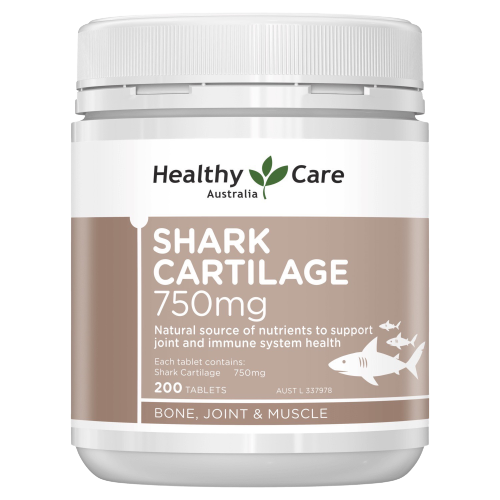 Healthy Care
Australia
SHARK
CARTILAGE
750mg
Natural source of nutrients to support
joint and immune system health
Each tablet contains:
Shark Cartilage 750mg
200 TABLETS AUST L 337978
BONE, JOINT & MUSCLE